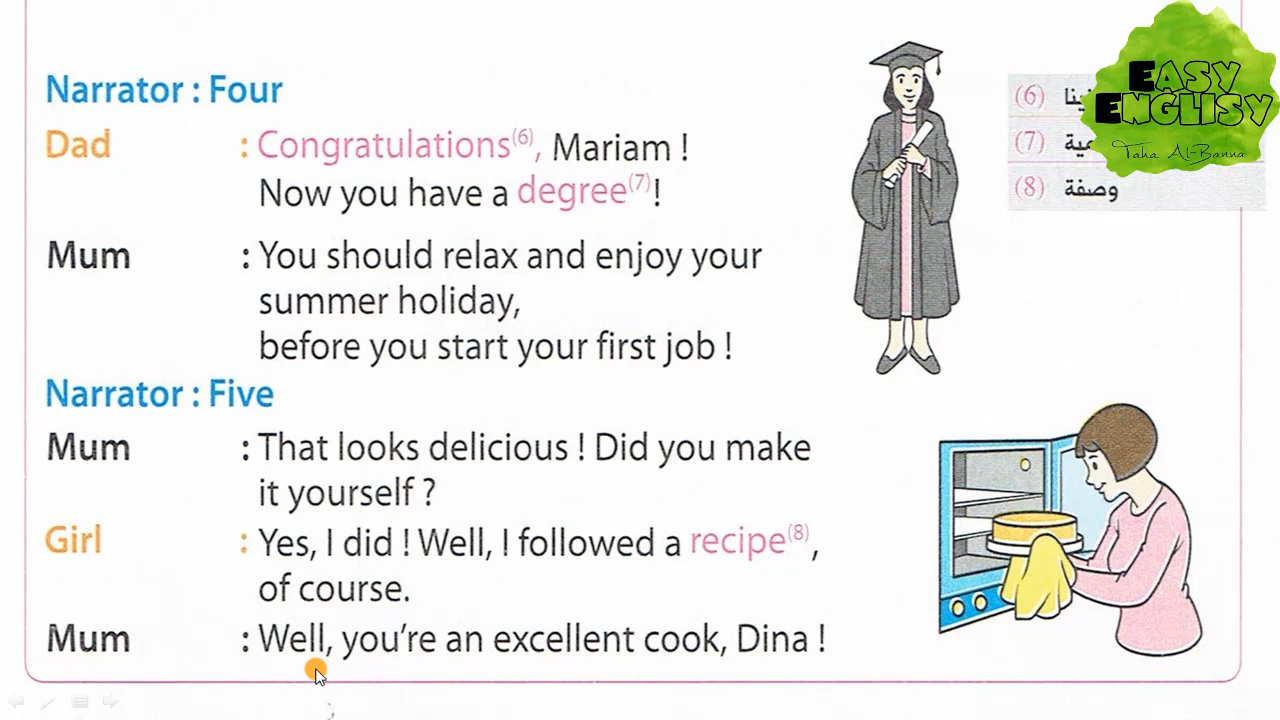 EASY
ENGLISY
Taha Al-Banna
Narrator : Four
Dad : Congratulations(6), Mariam !
Now you have a degree(7)!
Mum : You should relax and enjoy your
summer holiday,
before you start your first job !
Narrator : Five
Mum : That looks delicious ! Did you make
it yourself ?
Girl : Yes, I did ! Well, I followed a recipe(8),
of course.
Mum : Well, you're an excellent cook, Dina !
(6)
(7)
(8) وصفة